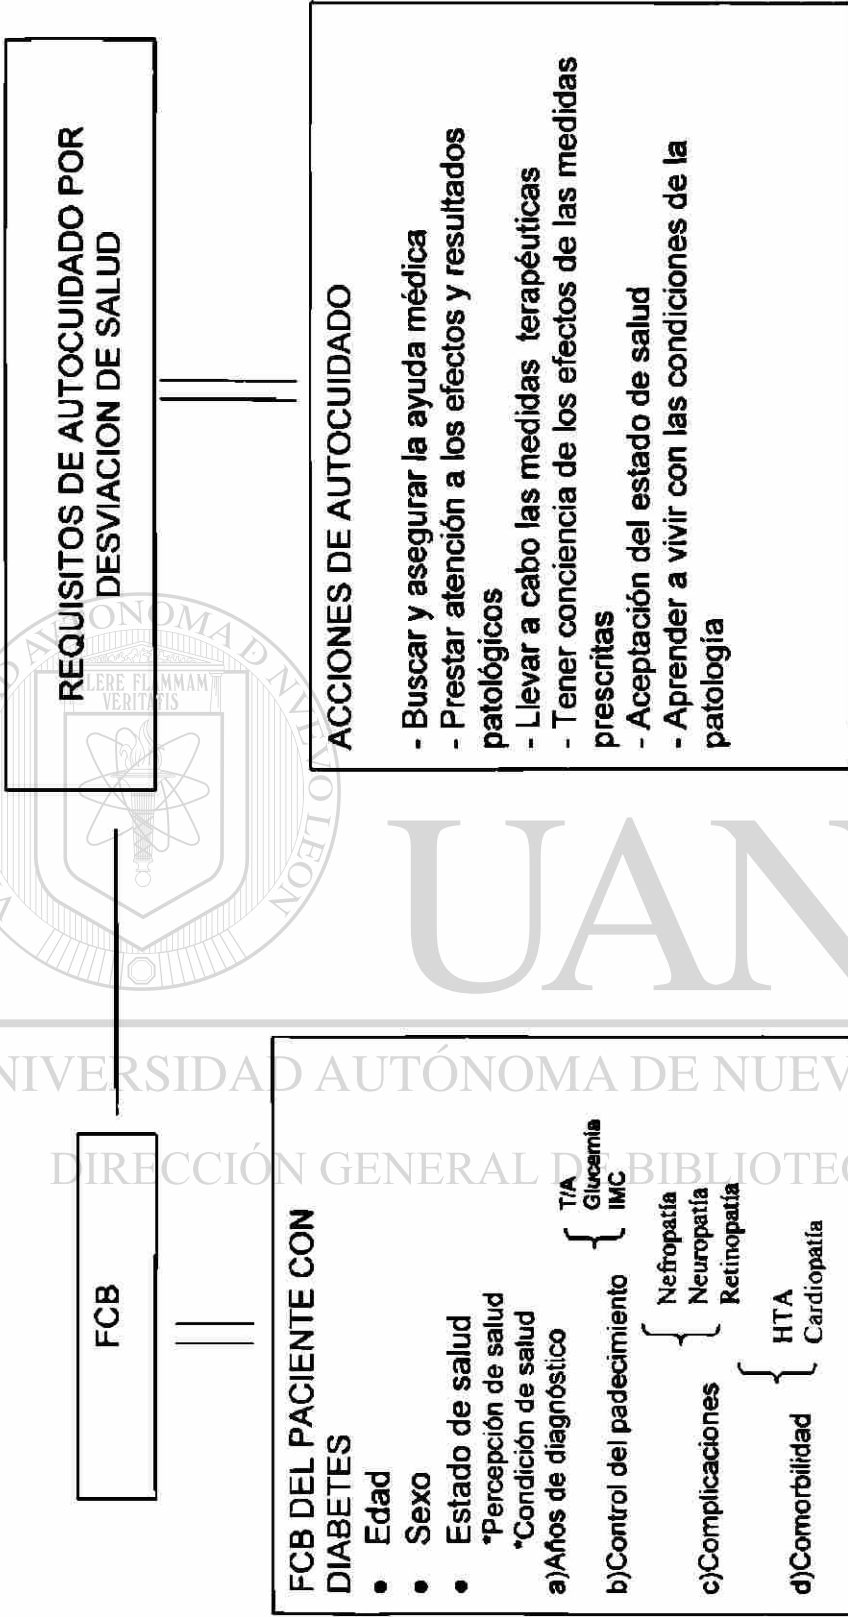 FCB
REQUISITOS DE AUTOCUIDADO POR
DESVIACION DE SALUD
FCB DEL PACIENTE CON
DIABETES
• Edad
• Sexo
• Estado de salud
*Percepción de salud
*Condición de salud
a)Años de diagnóstico
b)Control del padecimiento { T/A
Glucemia
IMC
c)Complicaciones { Nefropatía
Neuropatía
Retinopatía
d)Comorbilidad { HTA
Cardiopatía
ACCIONES DE AUTOCUIDADO
- Buscar y asegurar la ayuda médica
- Prestar atención a los efectos y resultados
patológicos
- Llevar a cabo las medidas terapéuticas
- Tener conciencia de los efectos de las medidas
prescritas
- Aceptación del estado de salud
- Aprender a vivir con las condiciones de la
patología
UAN
NIVERSIDAD AUTÓNOMA DE NUEV
DIRECCIÓN GENERAL DE BIBLIOTEC
ALERE FLAMMAM
VERITATIS